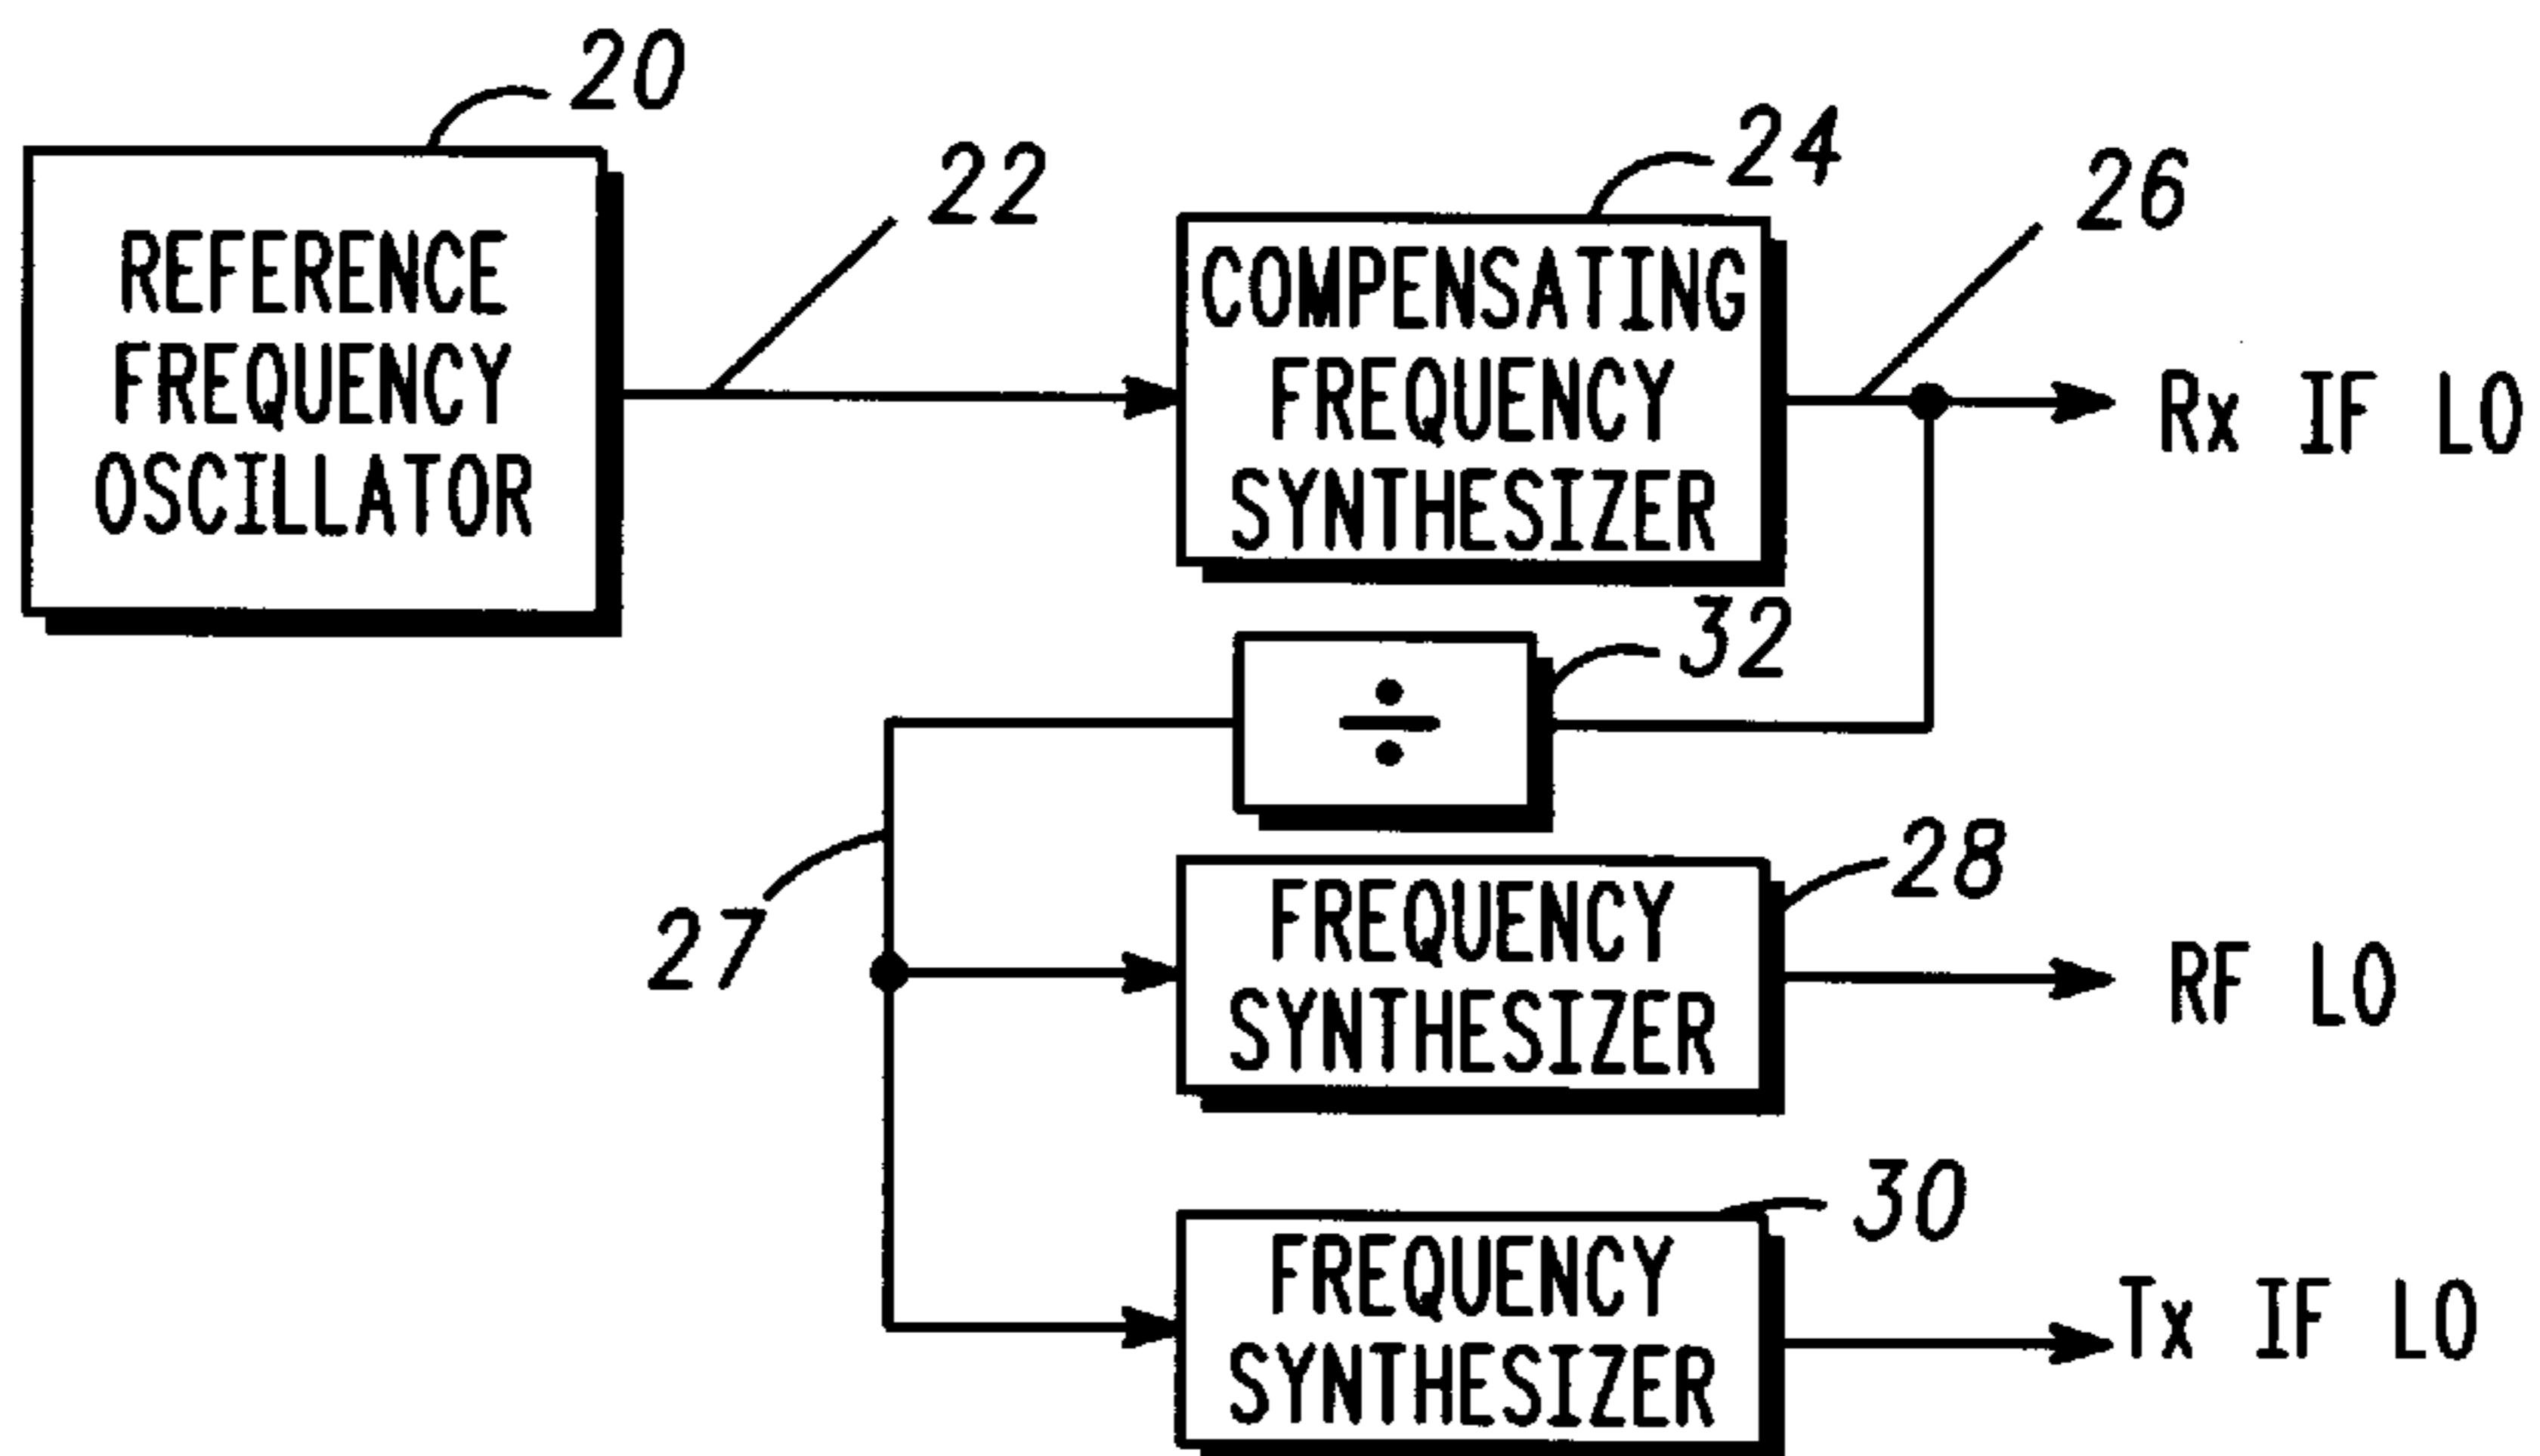 20
REFERENCE
FREQUENCY
OSCILLATOR
22
24
COMPENSATING
FREQUENCY
SYNTHESIZER
26
Rx IF LO
32
÷
27
28
FREQUENCY
SYNTHESIZER
RF LO
30
FREQUENCY
SYNTHESIZER
Tx IF LO